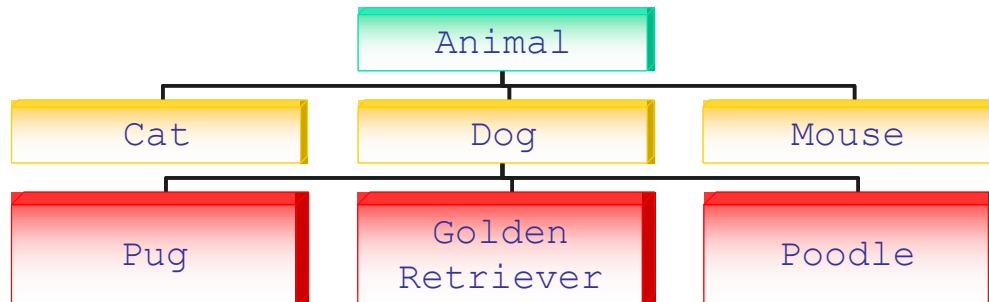 Animal
Cat
Dog
Mouse
Pug
Golden
Retriever
Poodle